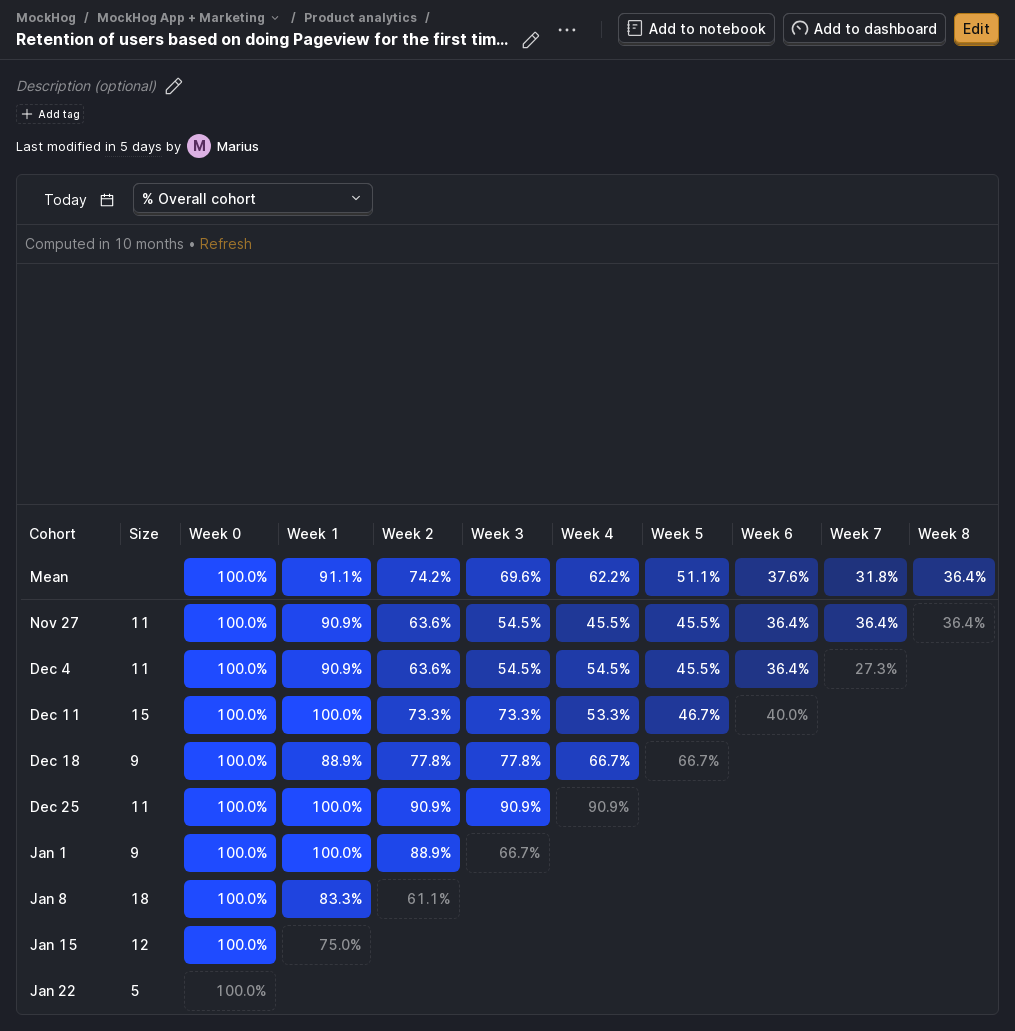 MockHog / MockHog App + Marketing / Product analytics /
Retention of users based on doing Pageview for the first tim...
Add to notebook
Add to dashboard
Edit
Description (optional)
Add tag
Last modified in 5 days by M Marius
Today
% Overall cohort
Computed in 10 months • Refresh
Cohort Size Week 0 Week 1 Week 2 Week 3 Week 4 Week 5 Week 6 Week 7 Week 8
Mean 100.0% 91.1% 74.2% 69.6% 62.2% 51.1% 37.6% 31.8% 36.4%
Nov 27 11 100.0% 90.9% 63.6% 54.5% 45.5% 45.5% 36.4% 36.4% 36.4%
Dec 4 11 100.0% 90.9% 63.6% 54.5% 54.5% 45.5% 36.4% 27.3%
Dec 11 15 100.0% 100.0% 73.3% 73.3% 53.3% 46.7% 40.0%
Dec 18 9 100.0% 88.9% 77.8% 77.8% 66.7% 66.7%
Dec 25 11 100.0% 100.0% 90.9% 90.9% 90.9%
Jan 1 9 100.0% 100.0% 88.9% 66.7%
Jan 8 18 100.0% 83.3% 61.1%
Jan 15 12 100.0% 75.0%
Jan 22 5 100.0%